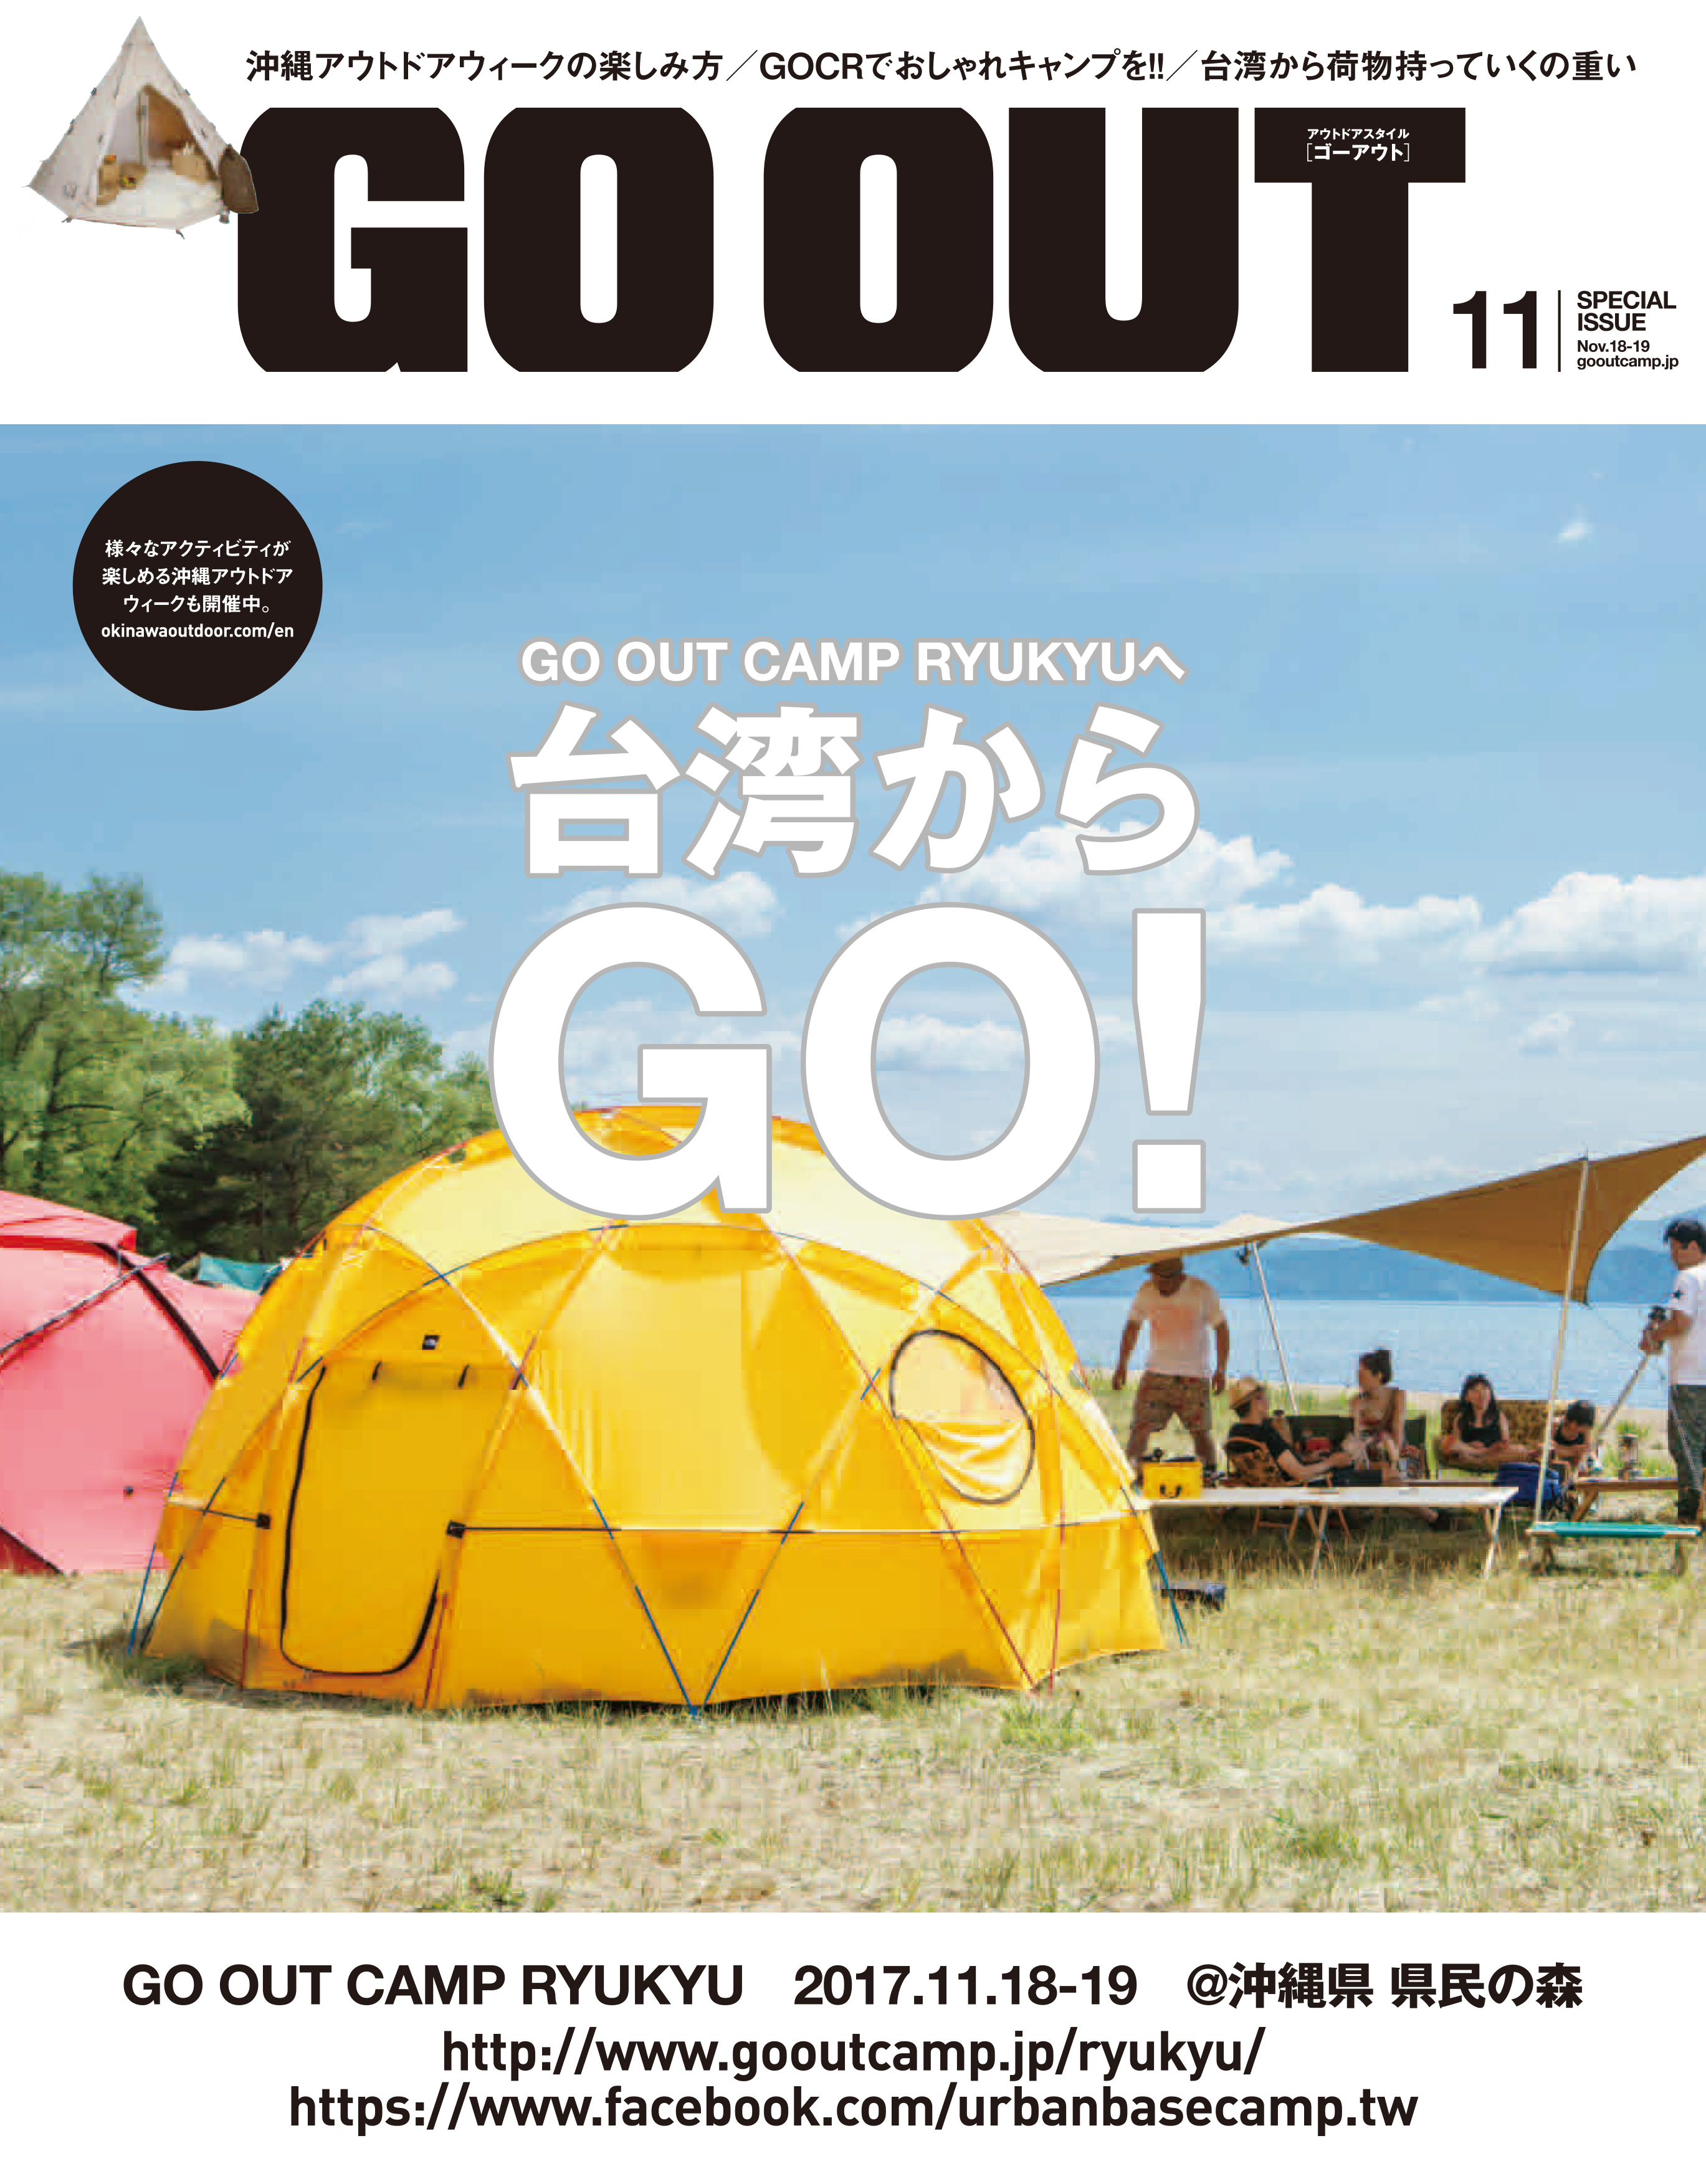 沖縄アウトドアウィークの楽しみ方／GOCRでおしゃれキャンプを!!／台湾から荷物持っていくの重い
GO OUT
アウトドアスタイル
[ゴーアウト]
11
SPECIAL
ISSUE
Nov.18-19
gooutcamp.jp
様々なアクティビティが
楽しめる沖縄アウトドア
ウィークも開催中。
okinawaoutdoor.com/en
GO OUT CAMP RYUKYUへ
台湾から
GO!
GO OUT CAMP RYUKYU 2017.11.18-19 @沖縄県 県民の森
http://www.gooutcamp.jp/ryukyu/
https://www.facebook.com/urbanbasecamp.tw